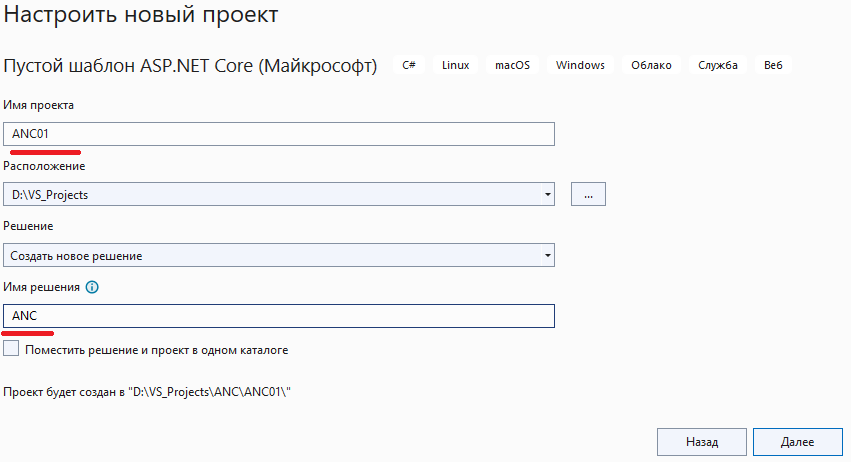 Настроить новый проект
Пустой шаблон ASP.NET Core (Майкрософт) C# Linux macOS Windows Облако Служба Веб
Имя проекта
ANC01
Расположение
D:\VS_Projects
...
Решение
Создать новое решение
Имя решения
ANC
Поместить решение и проект в одном каталоге
Проект будет создан в "D:\VS_Projects\ANC\ANC01\"
Назад Далее